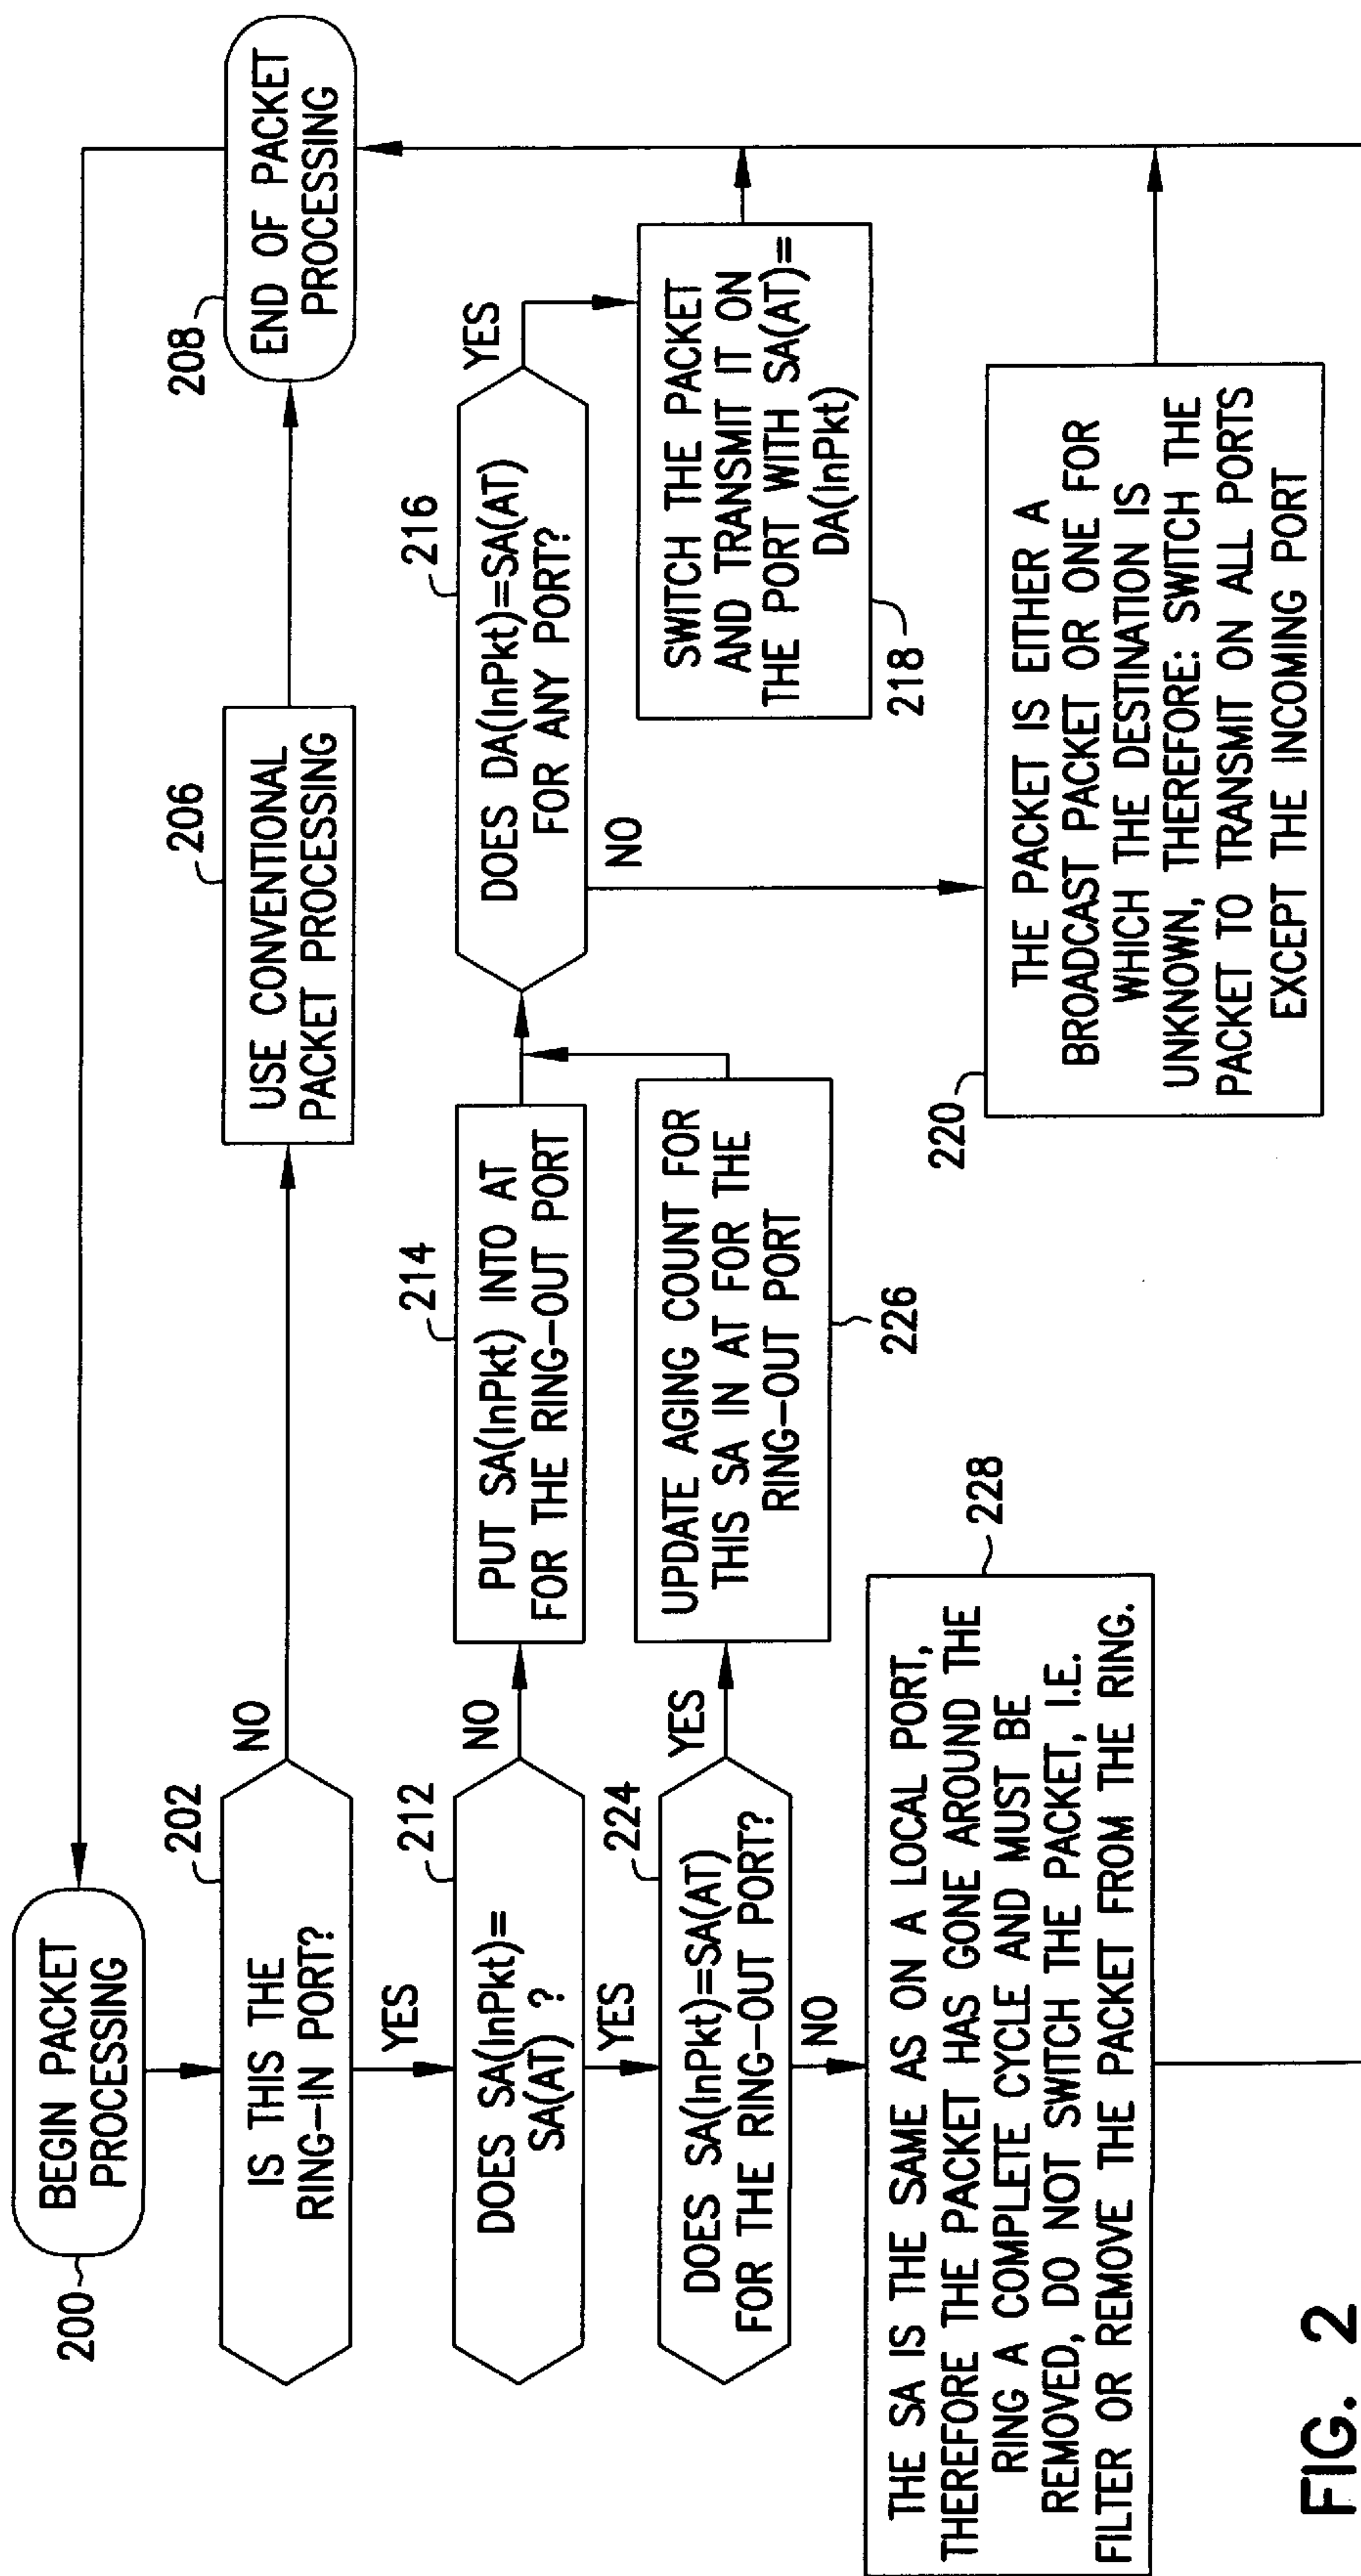 200
BEGIN PACKET
PROCESSING
202
IS THIS THE
RING-IN PORT?
NO
YES
206
USE CONVENTIONAL
PACKET PROCESSING
208
END OF PACKET
PROCESSING
212
DOES SA(InPkt)=
SA(AT) ?
NO
YES
214
PUT SA(InPkt) INTO AT
FOR THE RING-OUT PORT
216
DOES DA(InPkt)=SA(AT)
FOR ANY PORT?
YES
NO
SWITCH THE PACKET
AND TRANSMIT IT ON
THE PORT WITH SA(AT)=
DA(InPkt)
218
224
DOES SA(InPkt)=SA(AT)
FOR THE RING-OUT PORT?
YES
NO
UPDATE AGING COUNT FOR
THIS SA IN AT FOR THE
RING-OUT PORT
226
220
THE PACKET IS EITHER A
BROADCAST PACKET OR ONE FOR
WHICH THE DESTINATION IS
UNKNOWN, THEREFORE: SWITCH THE
PACKET TO TRANSMIT ON ALL PORTS
EXCEPT THE INCOMING PORT
228
THE SA IS THE SAME AS ON A LOCAL PORT,
THEREFORE THE PACKET HAS GONE AROUND THE
RING A COMPLETE CYCLE AND MUST BE
REMOVED, DO NOT SWITCH THE PACKET, I.E.
FILTER OR REMOVE THE PACKET FROM THE RING.
FIG. 2